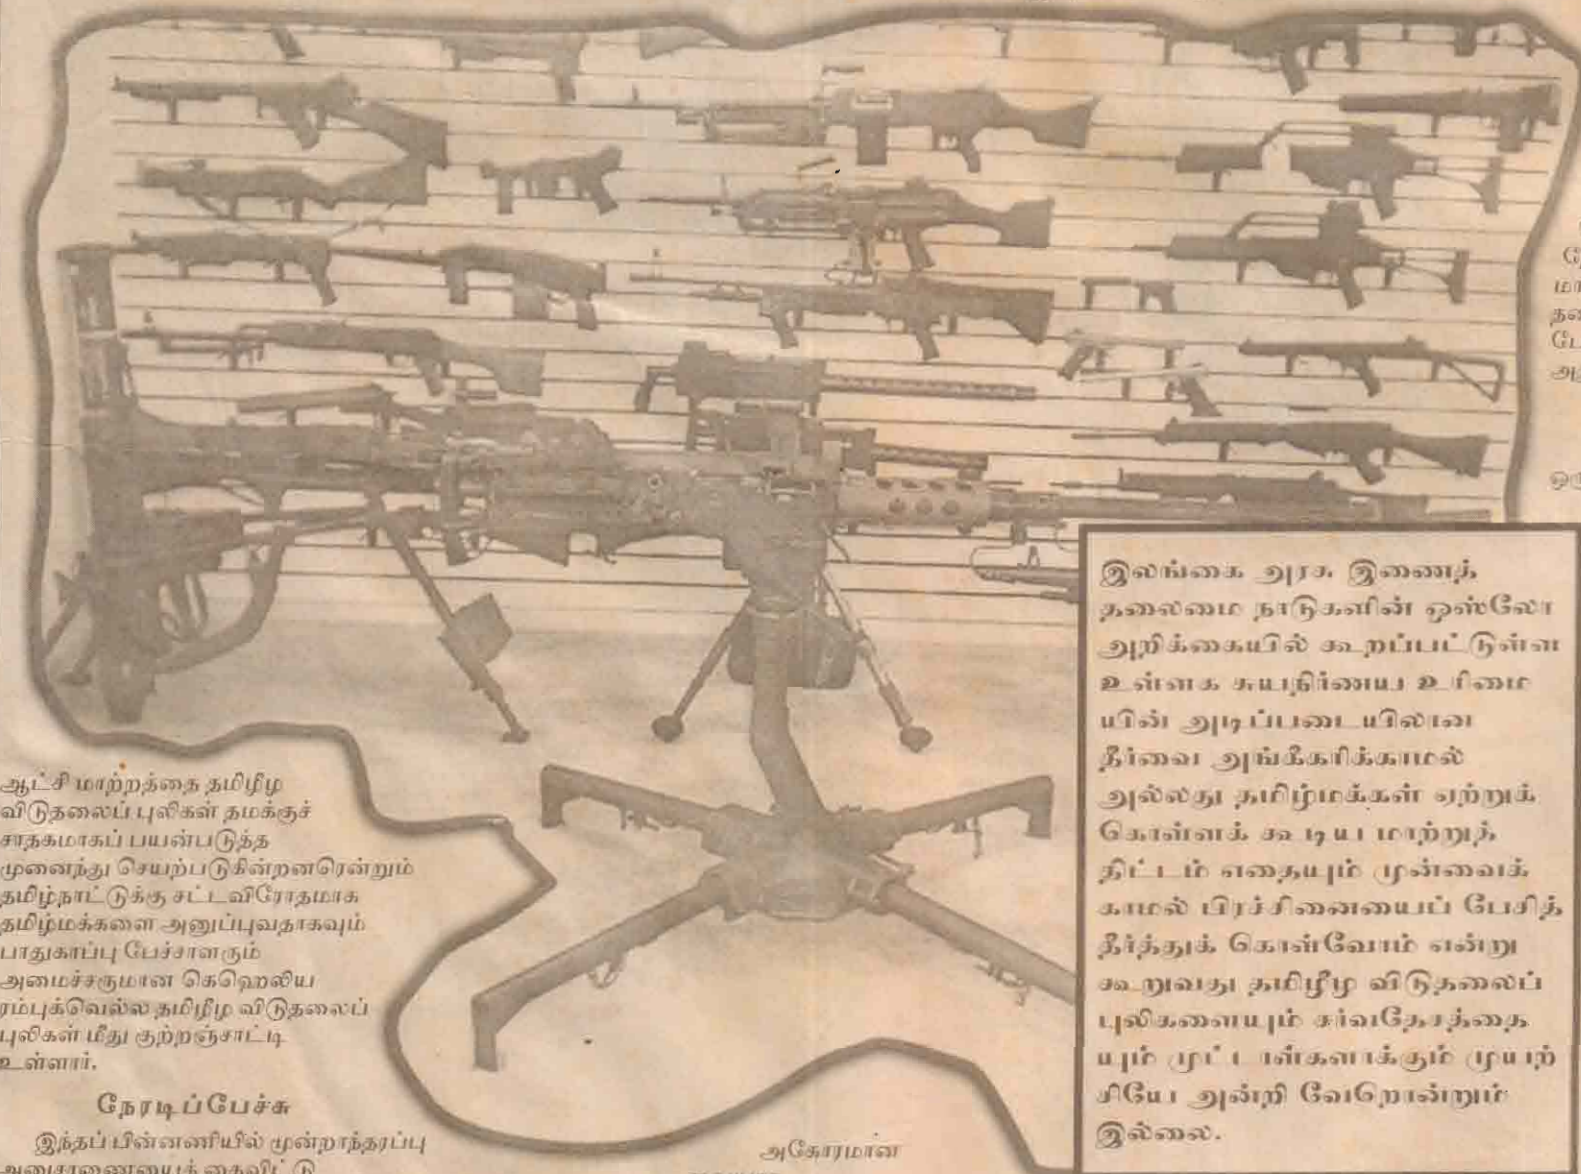 ஆட்சி மாற்றத்தை தமிழீழ
விடுதலைப் புலிகள் தமக்குச்
சாதகமாகப் பயன்படுத்த
முனைந்து செயற்படுகின்றனரென்றும்
தமிழ்நாட்டுக்கு சட்டவிரோதமாக
தமிழ்மக்களை அனுப்புவதாகவும்
பாதுகாப்பு பேச்சாளரும்
அமைச்சருமான கெஹெலிய
ரம்புக்வெல்ல தமிழீழ விடுதலைப்
புலிகள் மீது குற்றஞ்சாட்டி
உள்ளார்.
நேரடிப்பேச்சு
இந்தப் பின்னணியில் மூன்றாந்தரப்பு
அனுசரணையைக் கைவிட்டு
அகோரமான
இலங்கை அரசு இணைத்
தலைமை நாடுகளின் ஒஸ்லோ
அறிக்கையில் கூறப்பட்டுள்ள
உள்ளக சுயநிர்ணய உரிமை
யின் அடிப்படையிலான
தீர்வை அங்கீகரிக்காமல்
அல்லது தமிழ்மக்கள் ஏற்றுக்
கொள்ளக் கூடிய மாற்றுத்
திட்டம் எதையும் முன்வைக்
காமல் பிரச்சினையைப் பேசித்
தீர்த்துக் கொள்வோம் என்று
கூறுவது தமிழீழ விடுதலைப்
புலிகளையும் சர்வதேசத்தை
யும் முட்டாள்களாக்கும் முயற்
சியே அன்றி வேறொன்றும்
இல்லை.